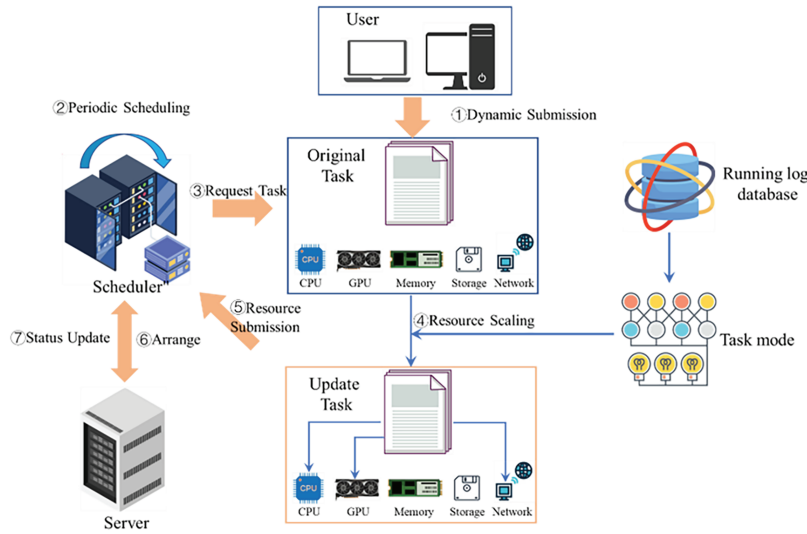 User
①Dynamic Submission
②Periodic Scheduling
Original
Task
③Request Task
Running log
database
CPU
CPU
GPU
Memory
Storage
Network
Scheduler"
⑤Resource
Submission
④Resource Scaling
⑦Status Update
⑥Arrange
Task mode
Update
Task
CPU
CPU
GPU
Memory
Storage
Network
Server